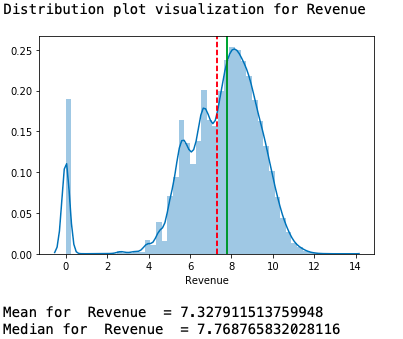 Distribution plot visualization for Revenue
0.25
0.20
0.15
0.10
0.05
0.00
0 2 4 6 8 10 12 14
Revenue
Mean for Revenue = 7.327911513759948
Median for Revenue = 7.768765832028116